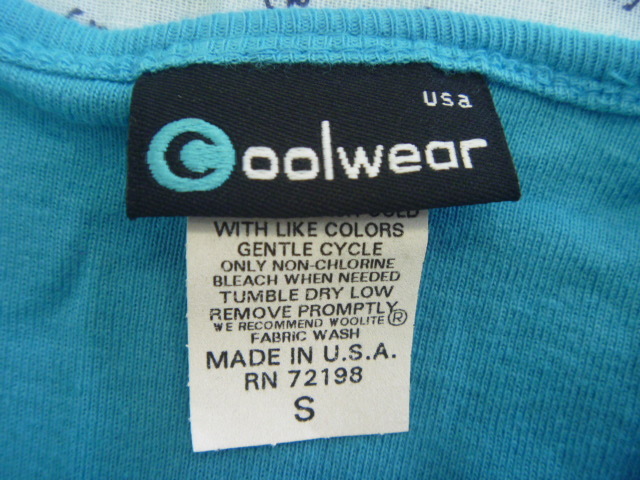 usa
Coolwear
COLD
WITH LIKE COLORS
GENTLE CYCLE
ONLY NON-CHLORINE
BLEACH WHEN NEEDED
TUMBLE DRY LOW
REMOVE PROMPTLY
WE RECOMMEND WOOLITE®
FABRIC WASH
MADE IN U.S.A.
RN 72198
S